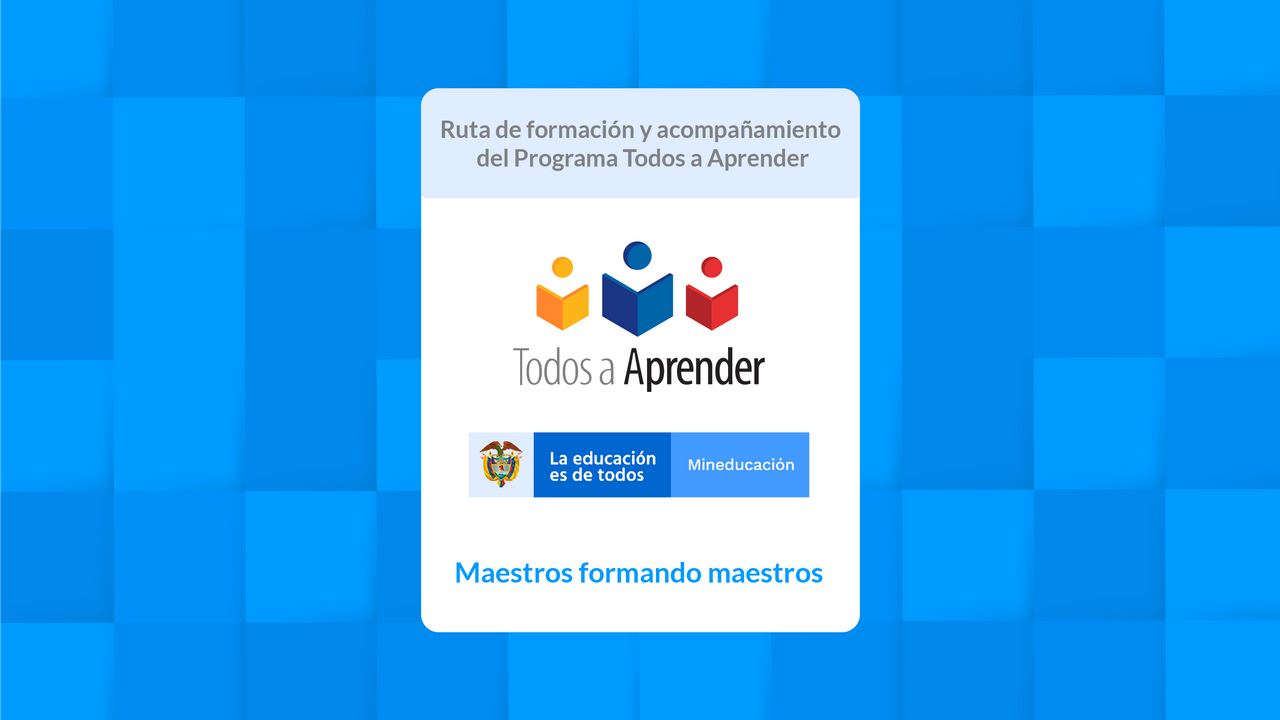 Ruta de formación y acompañamiento
del Programa Todos a Aprender
Todos a Aprender
La educación
es de todos
Mineducación
Maestros formando maestros